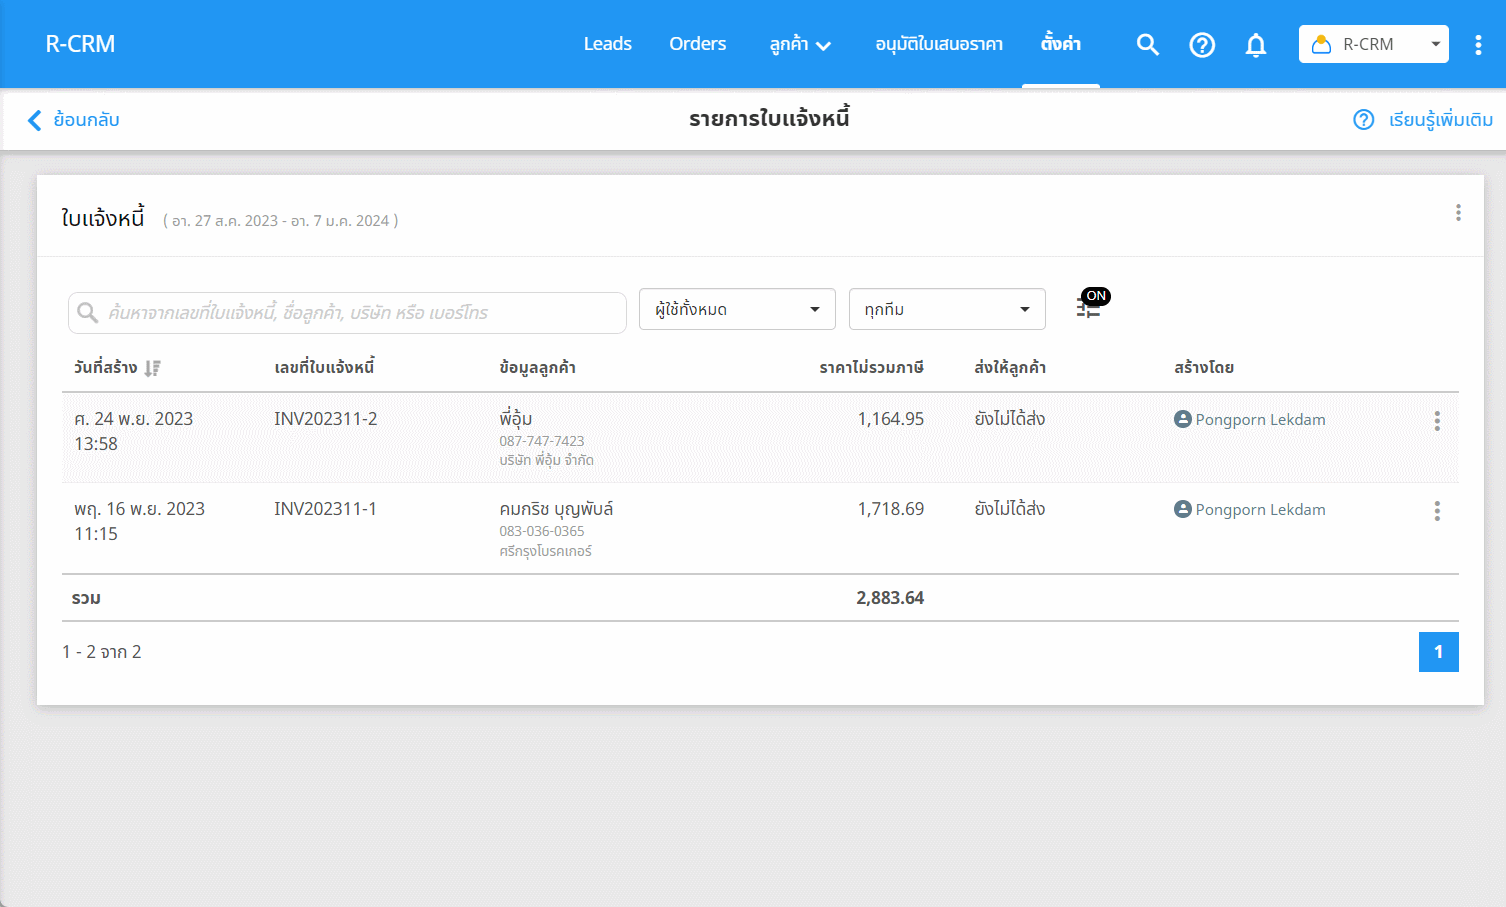 R-CRM
Leads Orders ลูกค้า อนุมัติใบเสนอราคา ตั้งค่า R-CRM
ย้อนกลับ รายการใบแจ้งหนี้ เรียนรู้เพิ่มเติม
ใบแจ้งหนี้ ( อา. 27 ส.ค. 2023 - อา. 7 ม.ค. 2024 )
ON
ค้นหาจากเลขที่ใบแจ้งหนี้, ชื่อลูกค้า, บริษัท หรือ เบอร์โทร ผู้ใช้ทั้งหมด ทุกทีม
วันที่สร้าง เลขที่ใบแจ้งหนี้ ข้อมูลลูกค้า ราคาไม่รวมภาษี ส่งให้ลูกค้า สร้างโดย
ศ. 24 พ.ย. 2023 INV202311-2 พี่อุ้ม 1,164.95 ยังไม่ได้ส่ง Pongporn Lekdam
13:58 087-747-7423
บริษัท พี่อุ้ม จำกัด
พฤ. 16 พ.ย. 2023 INV202311-1 คมกริช บุญพันล์ 1,718.69 ยังไม่ได้ส่ง Pongporn Lekdam
11:15 083-036-0365
ศรีกรุงโบรคเกอร์
รวม 2,883.64
1 - 2 จาก 2 1